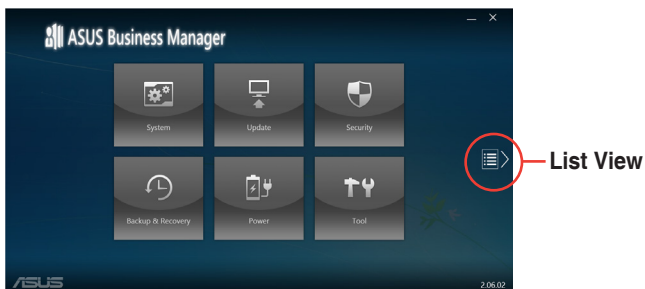 ASUS Business Manager
System
Update
Security
List View
Backup & Recovery
Power
Tool
ASUS
2.06.02